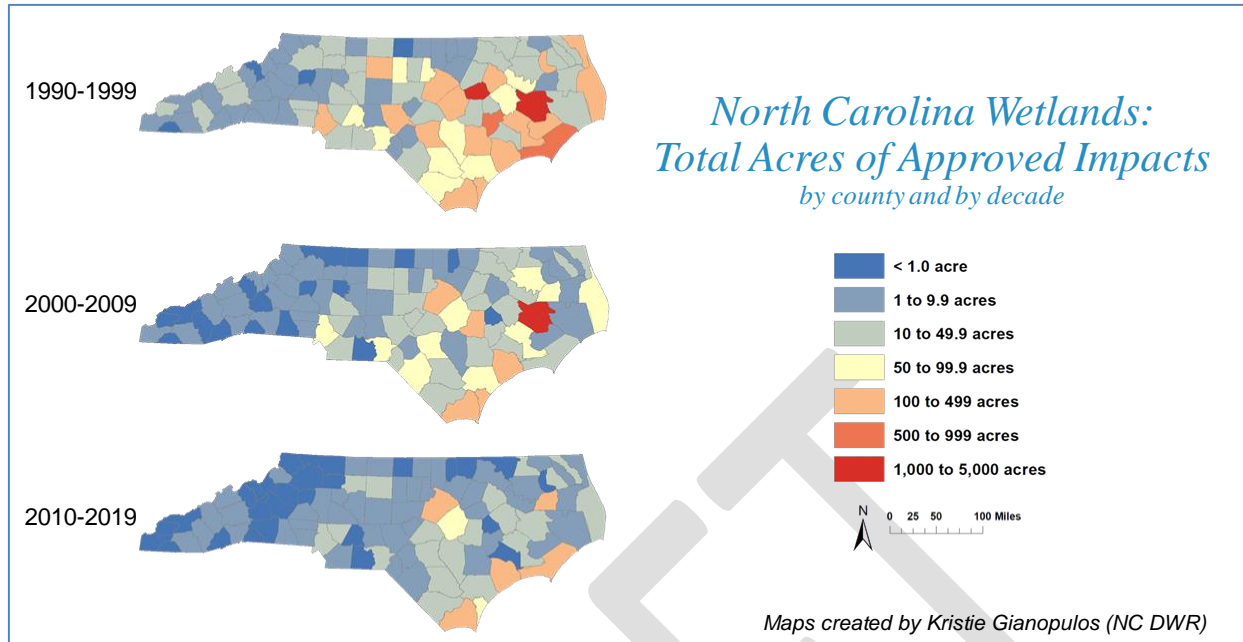 1990-1999
2000-2009
2010-2019
North Carolina Wetlands:
Total Acres of Approved Impacts
by county and by decade
< 1.0 acre
1 to 9.9 acres
10 to 49.9 acres
50 to 99.9 acres
100 to 499 acres
500 to 999 acres
1,000 to 5,000 acres
N
0 25 50 100 Miles
Maps created by Kristie Gianopulos (NC DWR)